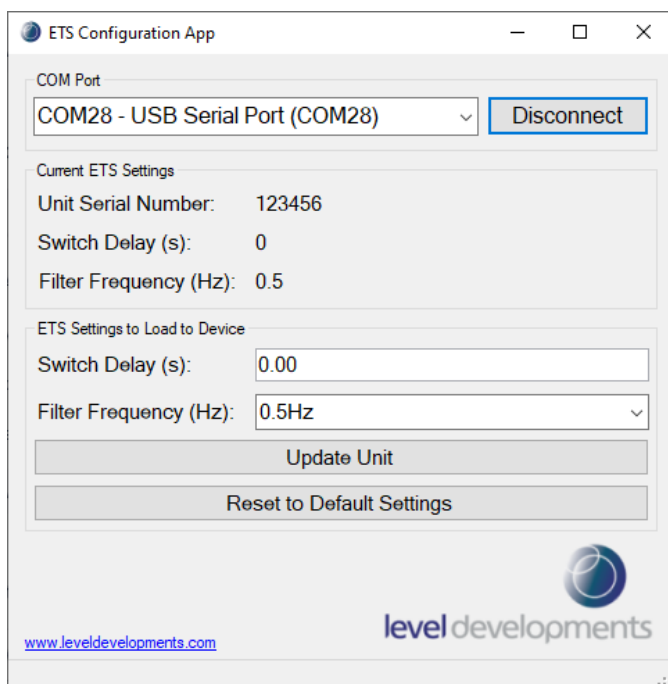 ETS Configuration App
COM Port
COM28 - USB Serial Port (COM28)
Disconnect
Current ETS Settings
Unit Serial Number: 123456
Switch Delay (s): 0
Filter Frequency (Hz): 0.5
ETS Settings to Load to Device
Switch Delay (s): 0.00
Filter Frequency (Hz): 0.5Hz
Update Unit
Reset to Default Settings
level developments
www.leveldevelopments.com